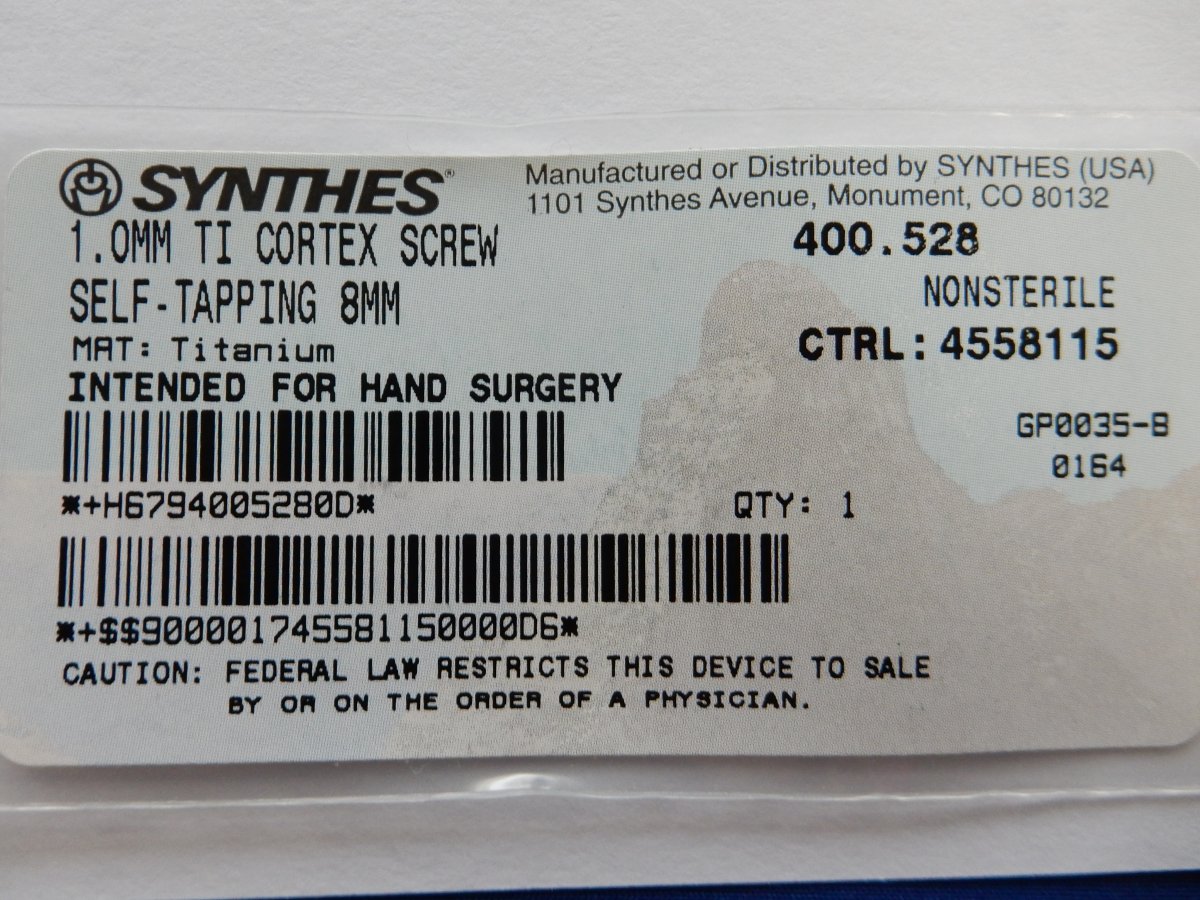 SYNTHES®
Manufactured or Distributed by SYNTHES (USA)
1101 Synthes Avenue, Monument, CO 80132
1.0MM TI CORTEX SCREW
400.528
SELF-TAPPING 8MM
NONSTERILE
MAT: Titanium
CTRL: 4558115
INTENDED FOR HAND SURGERY
GP0035-B
0164
*+H6794005280D*
QTY: 1
*+$$900001745581150000D6*
CAUTION: FEDERAL LAW RESTRICTS THIS DEVICE TO SALE
BY OR ON THE ORDER OF A PHYSICIAN.